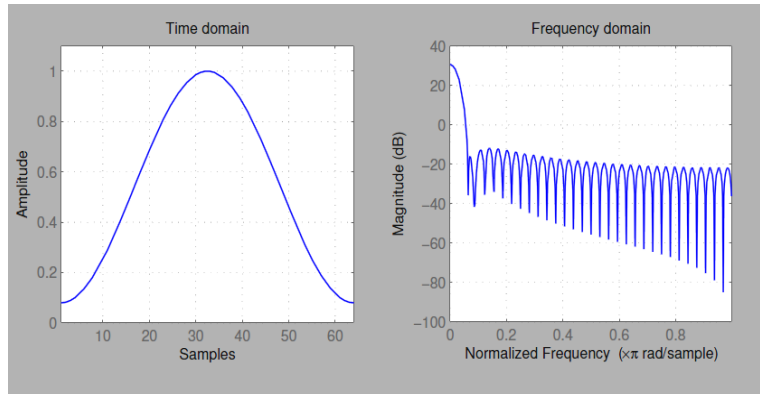 Time domain
1
0.8
0.6
0.4
0.2
0
10 20 30 40 50 60
Samples
Amplitude
Frequency domain
40
20
0
−20
−40
−60
−80
−100
0 0.2 0.4 0.6 0.8
Normalized Frequency (×π rad/sample)
Magnitude (dB)